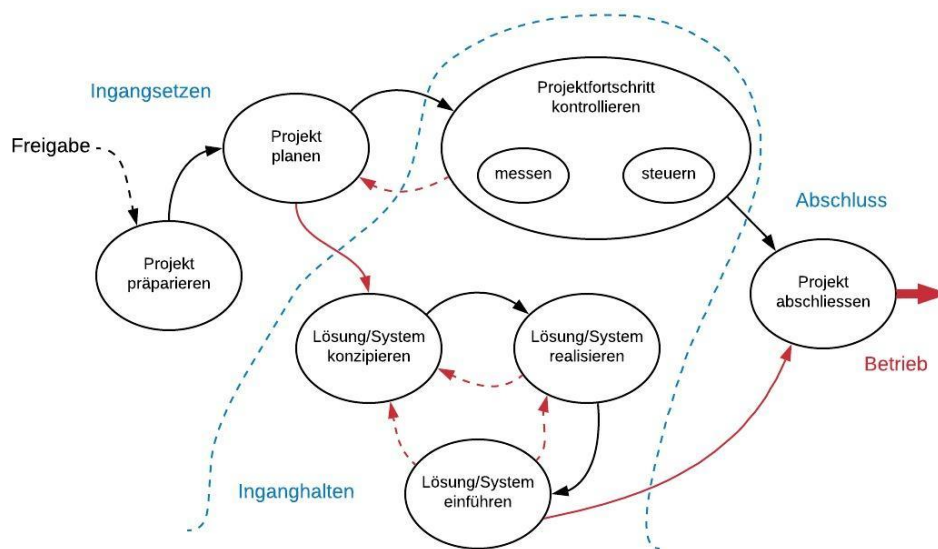 Ingangsetzen
Freigabe
Projekt
präparieren
Projekt
planen
Projektfortschritt
kontrollieren
messen
steuern
Abschluss
Projekt
abschliessen
Betrieb
Lösung/System
konzipieren
Lösung/System
realisieren
Lösung/System
einführen
Inganghalten